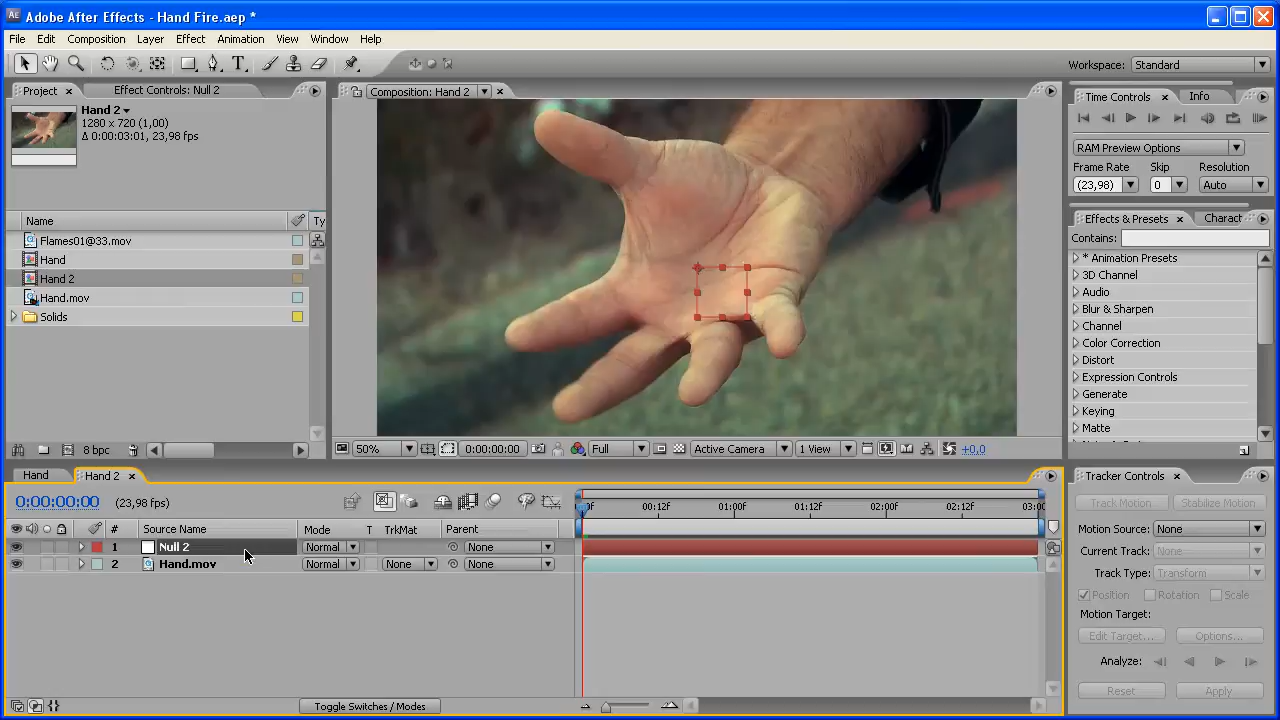 Adobe After Effects - Hand Fire.aep *
File Edit Composition Layer Effect Animation View Window Help
Workspace: Standard
Project × Effect Controls: Null 2
Hand 2
1280 x 720 (1,00)
Δ 0:00:03:01, 23,98 fps
Name Ty
Flames01@33.mov
Hand
Hand 2
Hand.mov
Solids
8 bpc
Composition: Hand 2 ×
50% 0:00:00:00 Full Active Camera 1 View +0,0
Time Controls × Info
RAM Preview Options
Frame Rate Skip Resolution
(23,98) 0 Auto
Effects & Presets × Charact
Contains:
* Animation Presets
3D Channel
Audio
Blur & Sharpen
Channel
Color Correction
Distort
Expression Controls
Generate
Keying
Matte
Hand Hand 2 ×
0:00:00:00 (23,98 fps)
00:12F 01:00F 01:12F 02:00F 02:12F 03:00
# Source Name Mode T TrkMat Parent
1 Null 2 Normal None
2 Hand.mov Normal None None
Toggle Switches / Modes
Tracker Controls ×
Track Motion Stabilize Motion
Motion Source: None
Current Track: None
Track Type: Transform
Position Rotation Scale
Motion Target:
Edit Target... Options...
Analyze:
Reset Apply